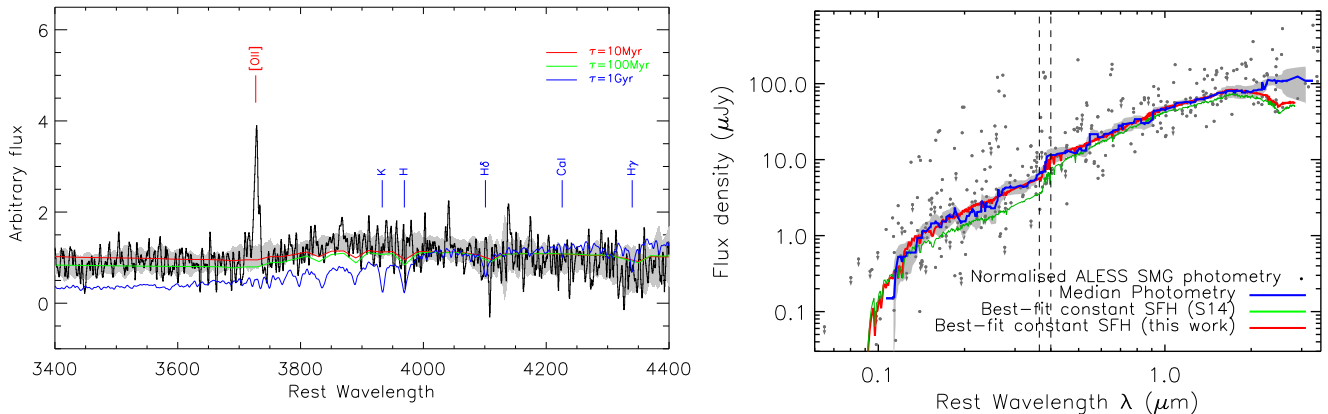 6
4
2
0
Arbitrary flux
[OII]
τ=10Myr
τ=100Myr
τ=1Gyr
K
H
Hδ
CaI
Hγ
3400
3600
3800
4000
4200
4400
Rest Wavelength
100.0
10.0
1.0
0.1
Flux density (μJy)
Normalised ALESS SMG photometry
Median Photometry
Best-fit constant SFH (S14)
Best-fit constant SFH (this work)
0.1
1.0
Rest Wavelength λ (μm)